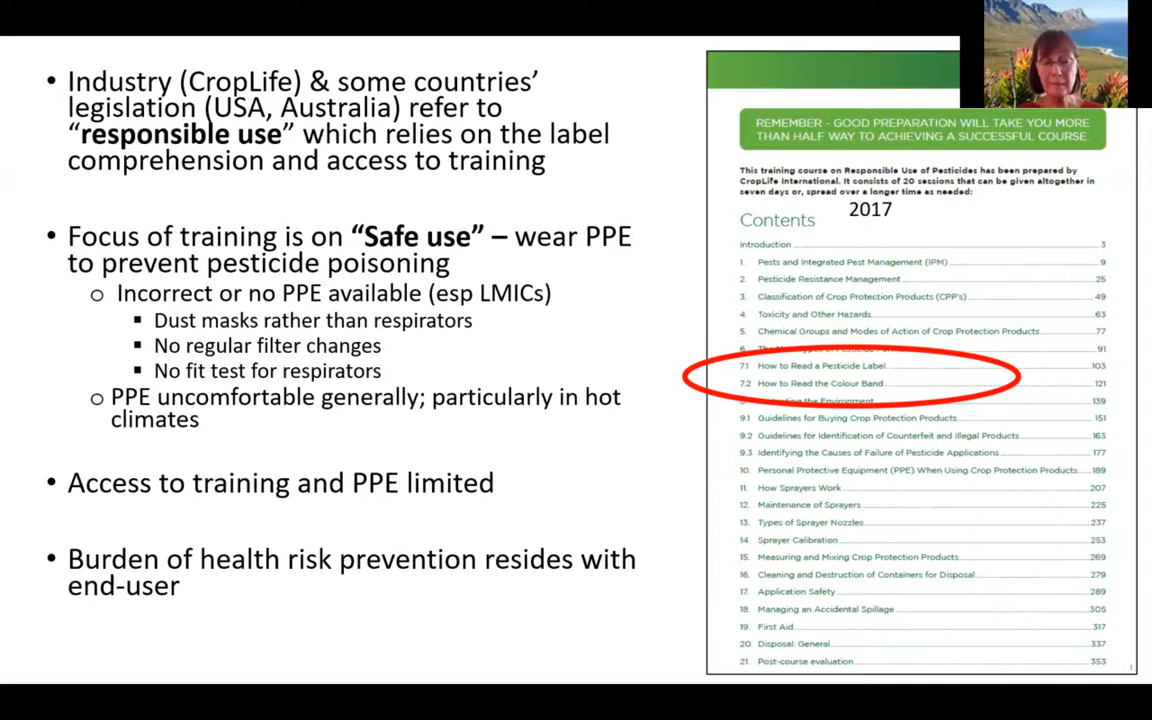 • Industry (CropLife) & some countries’
legislation (USA, Australia) refer to
“responsible use” which relies on the label
comprehension and access to training
• Focus of training is on “Safe use” – wear PPE
to prevent pesticide poisoning
o Incorrect or no PPE available (esp LMICs)
▪ Dust masks rather than respirators
▪ No regular filter changes
▪ No fit test for respirators
o PPE uncomfortable generally; particularly in hot
climates
• Access to training and PPE limited
• Burden of health risk prevention resides with
end-user
REMEMBER - GOOD PREPARATION WILL TAKE YOU MORE
THAN HALF WAY TO ACHIEVING A SUCCESSFUL COURSE.
This training course on Responsible Use of Pesticides has been prepared by
CropLife International. It consists of 20 sessions that can be given altogether in
seven days or, spread over a longer time as needed:
2017
Contents
Introduction 3
1. Pests and Integrated Pest Management (IPM) 9
2. Pesticide Resistance Management 25
3. Classification of Crop Protection Products (CPP's) 49
4. Toxicity and Other Hazards 63
5. Chemical Groups and Modes of Action of Crop Protection Products 77
6. 91
7.1 How to Read a Pesticide Label 103
7.2 How to Read the Colour Band 121
the Environment 139
9.1 Guidelines for Buying Crop Protection Products 151
9.2 Guidelines for Identification of Counterfeit and Illegal Products 163
9.3 Identifying the Causes of Failure of Pesticide Applications 177
10. Personal Protective Equipment (PPE) When Using Crop Protection Products 189
11. How Sprayers Work 207
12. Maintenance of Sprayers 225
13. Types of Sprayer Nozzles 237
14. Sprayer Calibration 253
15. Measuring and Mixing Crop Protection Products 269
16. Cleaning and Destruction of Containers for Disposal 279
17. Application Safety 289
18. Managing an Accidental Spillage 305
19. First Aid 317
20. Disposal: General 337
21. Post-course evaluation 353
1